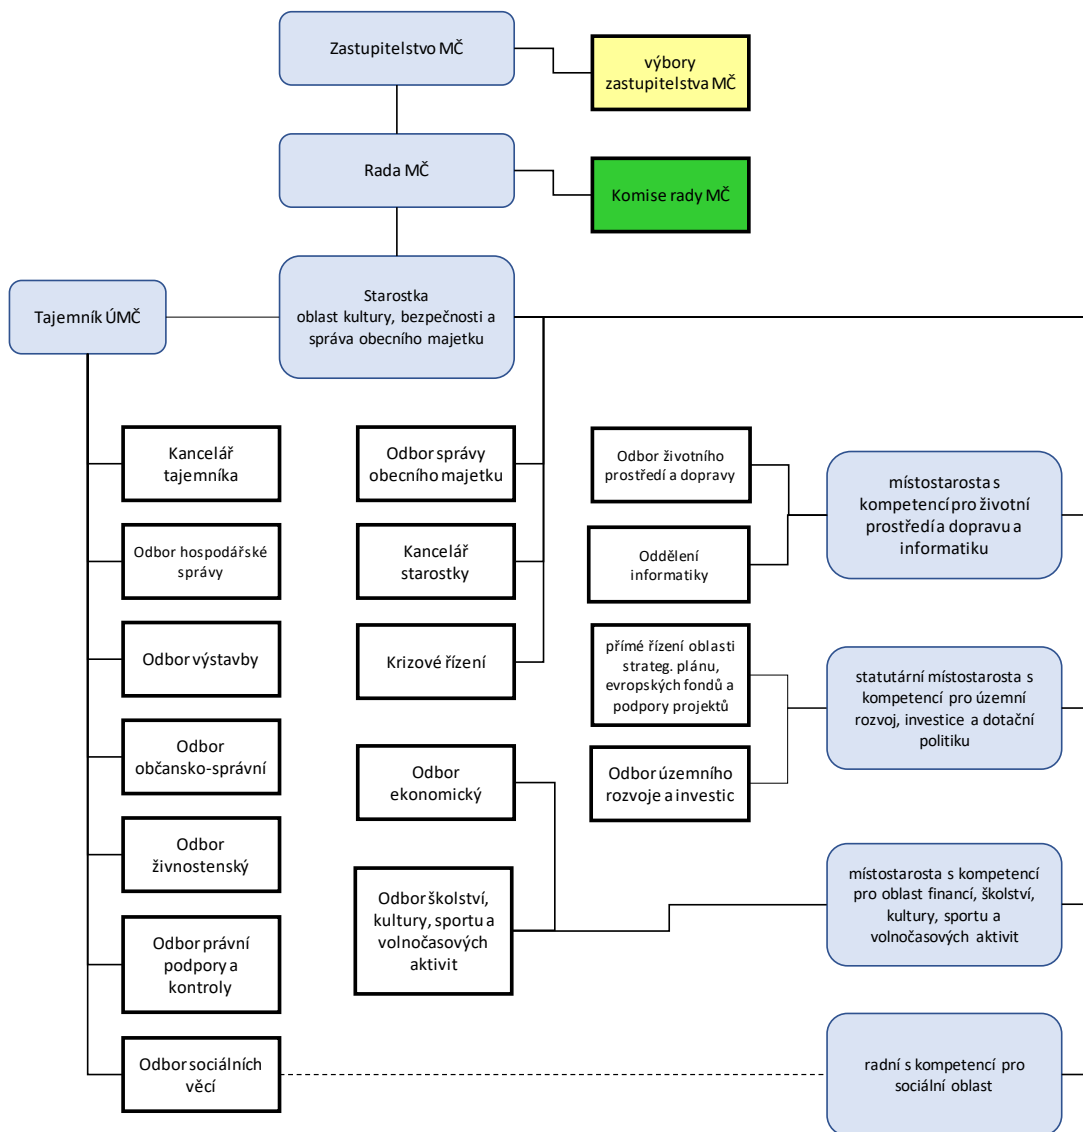 Zastupitelstvo MČ
výbory
zastupitelstva MČ
Rada MČ
Komise rady MČ
Starostka
oblast kultury, bezpečnosti a
správa obecního majetku
Tajemník ÚMČ
Kancelář
tajemníka
Odbor správy
obecního majetku
Odbor životního
prostředí a dopravy
místostarosta s
kompetencí pro životní
prostředí a dopravu a
informatiku
Odbor hospodářské
správy
Kancelář
starostky
Oddělení
informatiky
Odbor výstavby
Krizové řízení
přímé řízení oblasti
strateg. plánu,
evropských fondů a
podpory projektů
statutární místostarosta s
kompetencí pro územní
rozvoj, investice a dotační
politiku
Odbor
občansko-správní
Odbor
ekonomický
Odbor územního
rozvoje a investic
Odbor
živnostenský
Odbor školství,
kultury, sportu a
volnočasových
aktivit
místostarosta s kompetencí
pro oblast financí, školství,
kultury, sportu a
volnočasových aktivit
Odbor právní
podpory a
kontroly
Odbor sociálních
věcí
radní s kompetencí pro
sociální oblast